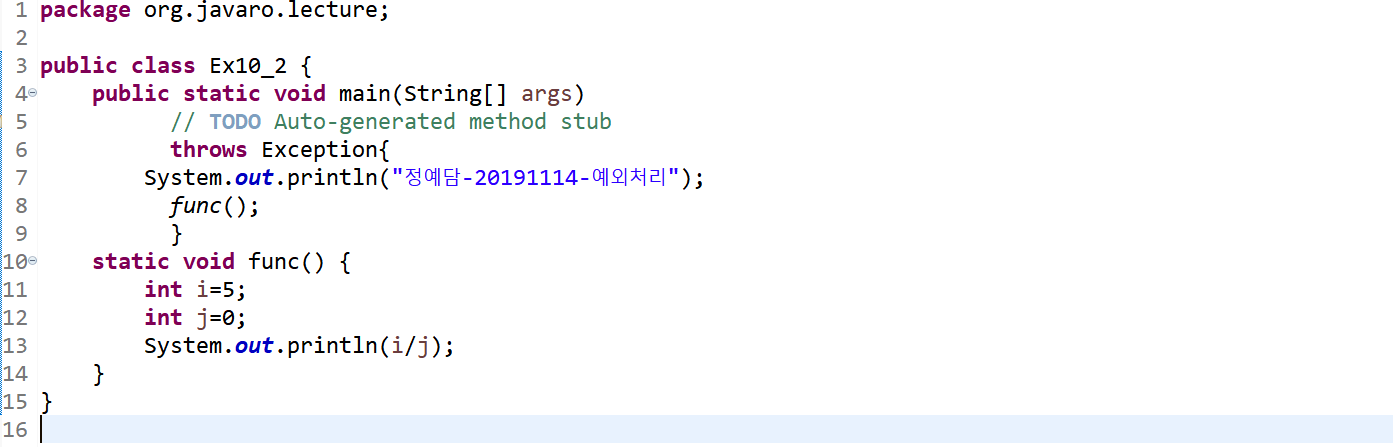 1 package org.javaro.lecture;
2
3 public class Ex10_2 {
4 public static void main(String[] args)
5 // TODO Auto-generated method stub
6 throws Exception{
7 System.out.println("정예담-20191114-예외처리");
8 func();
9 }
10 static void func() {
11 int i=5;
12 int j=0;
13 System.out.println(i/j);
14 }
15 }
16